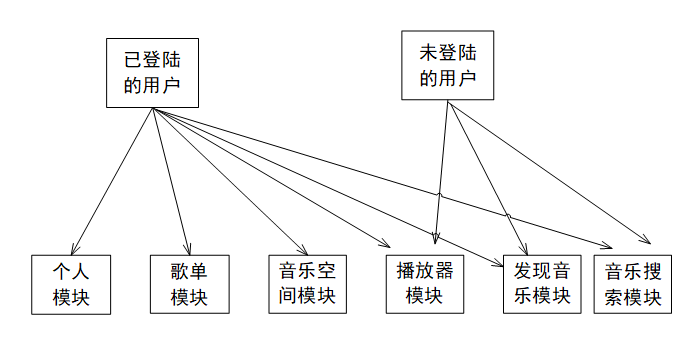 已登陆
的用户
未登陆
的用户
个人
模块
歌单
模块
音乐空
间模块
播放器
模块
发现音
乐模块
音乐搜
索模块